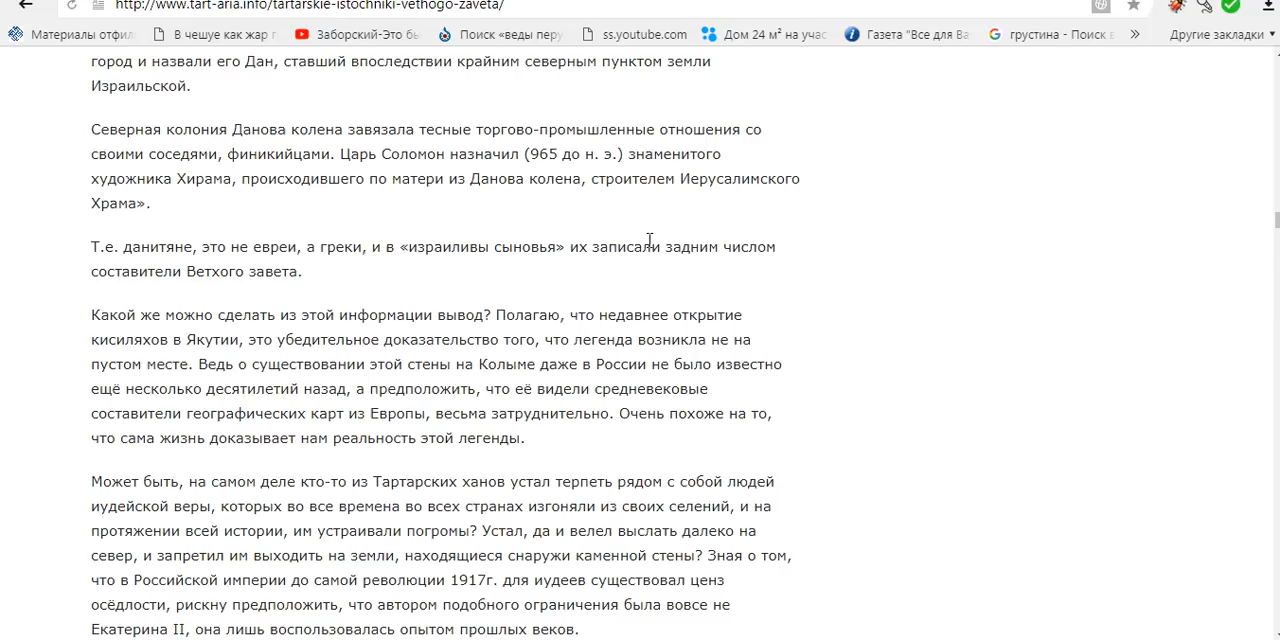 http://www.tart-aria.info/tartarskie-istochniki-vethogo-zaveta/
Материалы отфил В чешуе как жар г Заборский-Это бы Поиск «веды перу ss.youtube.com Дом 24 м² на учас Газета "Все для Ва грустина - Поиск в Другие закладки
город и назвали его Дан, ставший впоследствии крайним северным пунктом земли
Израильской.
Северная колония Данова колена завязала тесные торгово-промышленные отношения со
своими соседями, финикийцами. Царь Соломон назначил (965 до н. э.) знаменитого
художника Хирама, происходившего по матери из Данова колена, строителем Иерусалимского
Храма».
Т.е. данитяне, это не евреи, а греки, и в «израиливы сыновья» их записали задним числом
составители Ветхого завета.
Какой же можно сделать из этой информации вывод? Полагаю, что недавнее открытие
кисиляхов в Якутии, это убедительное доказательство того, что легенда возникла не на
пустом месте. Ведь о существовании этой стены на Колыме даже в России не было известно
ещё несколько десятилетий назад, а предположить, что её видели средневековые
составители географических карт из Европы, весьма затруднительно. Очень похоже на то,
что сама жизнь доказывает нам реальность этой легенды.
Может быть, на самом деле кто-то из Тартарских ханов устал терпеть рядом с собой людей
иудейской веры, которых во все времена во всех странах изгоняли из своих селений, и на
протяжении всей истории, им устраивали погромы? Устал, да и велел выслать далеко на
север, и запретил им выходить на земли, находящиеся снаружи каменной стены? Зная о том,
что в Российской империи до самой революции 1917г. для иудеев существовал ценз
осёдлости, рискну предположить, что автором подобного ограничения была вовсе не
Екатерина II, она лишь воспользовалась опытом прошлых веков.